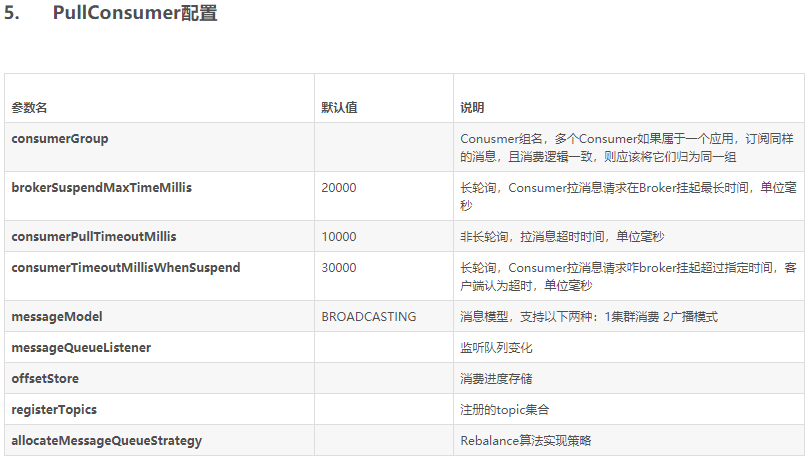 5. PullConsumer配置
参数名 默认值 说明
consumerGroup Conusmer组名，多个Consumer如果属于一个应用，订阅同样
的消息，且消费逻辑一致，则应该将它们归为同一组
brokerSuspendMaxTimeMillis 20000 长轮询，Consumer拉消息请求在Broker挂起最长时间，单位毫
秒
consumerPullTimeoutMillis 10000 非长轮询，拉消息超时时间，单位毫秒
consumerTimeoutMillisWhenSuspend 30000 长轮询，Consumer拉消息请求咋broker挂起超过指定时间，客
户端认为超时，单位毫秒
messageModel BROADCASTING 消息模型，支持以下两种：1集群消费 2广播模式
messageQueueListener 监听队列变化
offsetStore 消费进度存储
registerTopics 注册的topic集合
allocateMessageQueueStrategy Rebalance算法实现策略